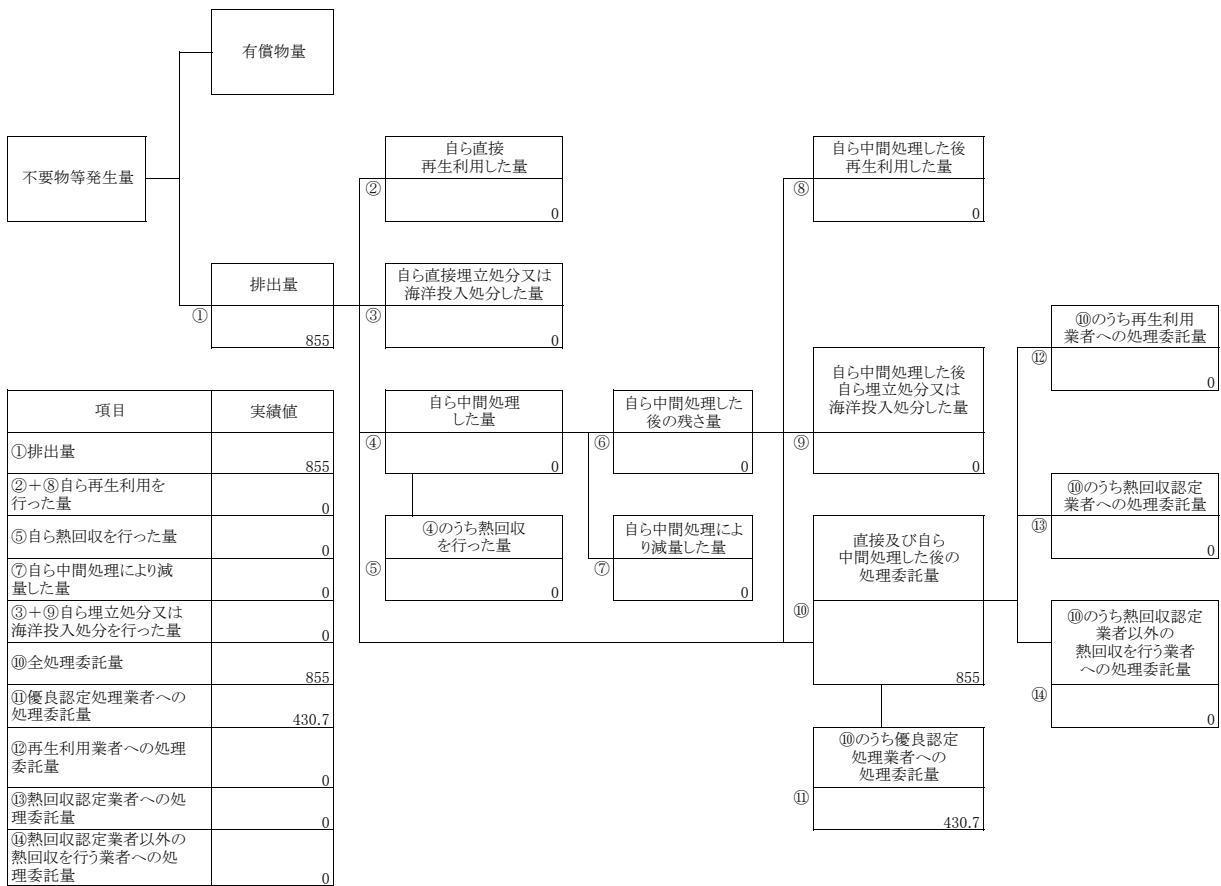 有償物量
不要物等発生量
排出量
①
855
自ら直接
再生利用した量
②
0
自ら直接埋立処分又は
海洋投入処分した量
③
0
自ら中間処理
した量
④
0
④のうち熱回収
を行った量
⑤
0
自ら中間処理した
後の残さ量
⑥
0
自ら中間処理によ
り減量した量
⑦
0
自ら中間処理した後
再生利用した量
⑧
0
自ら中間処理した後
自ら埋立処分又は
海洋投入処分した量
⑨
0
直接及び自ら
中間処理した後の
処理委託量
⑩
855
⑩のうち優良認定
処理業者への
処理委託量
⑪
430.7
⑩のうち再生利用
業者への処理委託量
⑫
0
⑩のうち熱回収認定
業者への処理委託量
⑬
0
⑩のうち熱回収認定
業者以外の
熱回収を行う業者
への処理委託量
⑭
0
項目 実績値
①排出量
855
②+⑧自ら再生利用を
行った量
0
⑤自ら熱回収を行った量
0
⑦自ら中間処理により減
量した量
0
③+⑨自ら埋立処分又は
海洋投入処分を行った量
0
⑩全処理委託量
855
⑪優良認定処理業者への
処理委託量
430.7
⑫再生利用業者への処理
委託量
0
⑬熱回収認定業者への処
理委託量
0
⑭熱回収認定業者以外の
熱回収を行う業者への処
理委託量
0